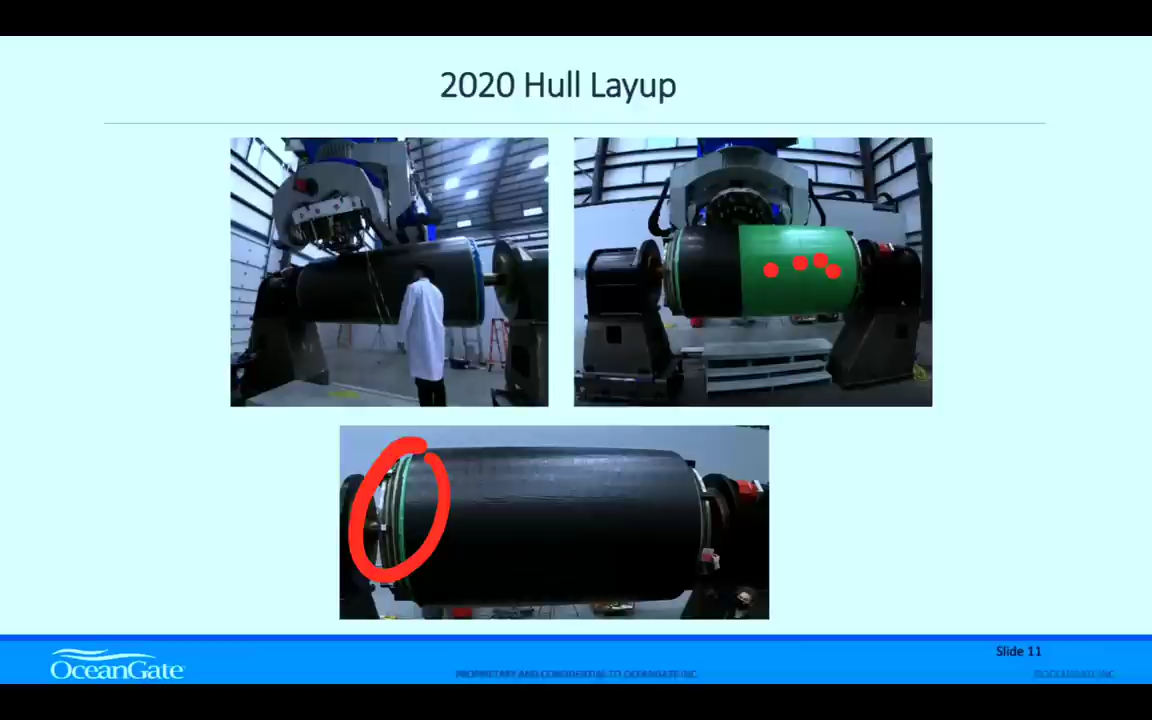 2020 Hull Layup
Slide 11
OceanGate
PROPRIETARY AND CONFIDENTIAL TO OCEANGATE INC.